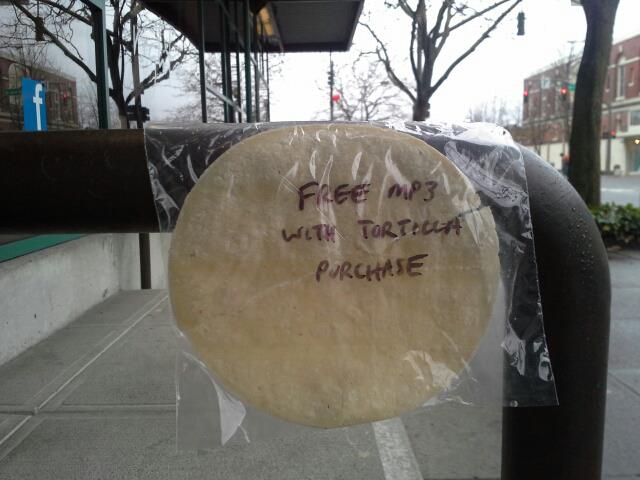 FREE MP3
WITH TORTILLA
PURCHASE
f